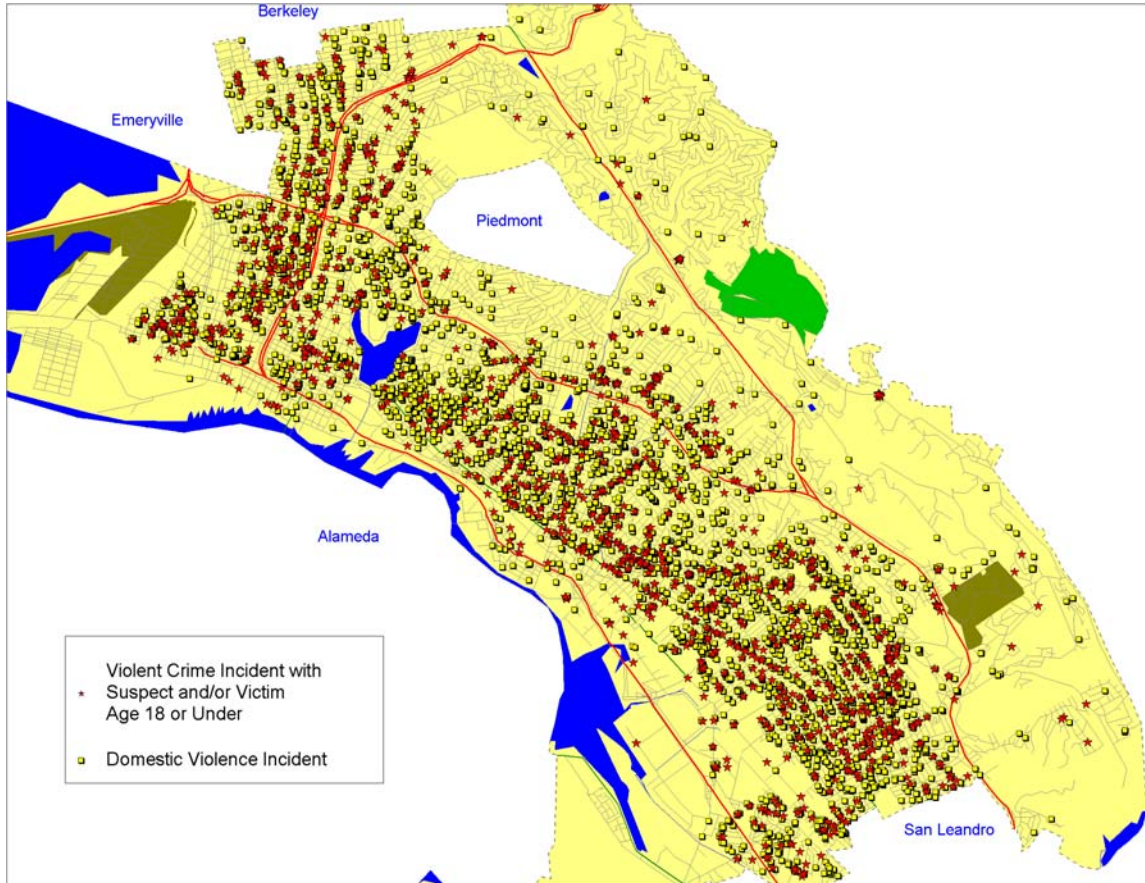 Berkeley
Emeryville
Piedmont
Alameda
Violent Crime Incident with
Suspect and/or Victim
Age 18 or Under
Domestic Violence Incident
San Leandro